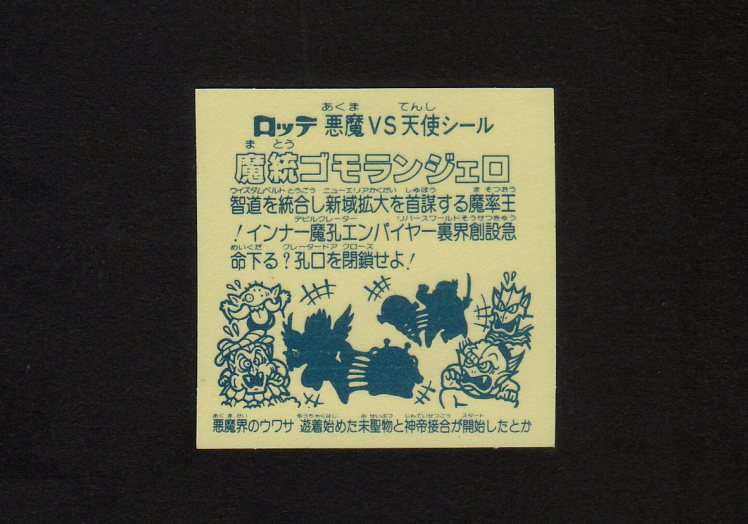 あくま てんし
ロッテ 悪魔VS天使シール
ま とう
魔統ゴモランジェロ
ウイズダムベルト とうごう ニューエリアかくだい しゅぼう ま そつおう
智道を統合し新域拡大を首謀する魔率王
デビルクレーター リバースワールドそうせつきゅう
!インナー魔孔エンパイヤー裏界創設急
めいくだ クレータードア クローズ
命下る?孔口を閉鎖せよ!
あく ま かい ゆうちゃくはじ み せいぶつ じんていせつごう スタート
悪魔界のウワサ 遊着始めた未聖物と神帝接合が開始したとか